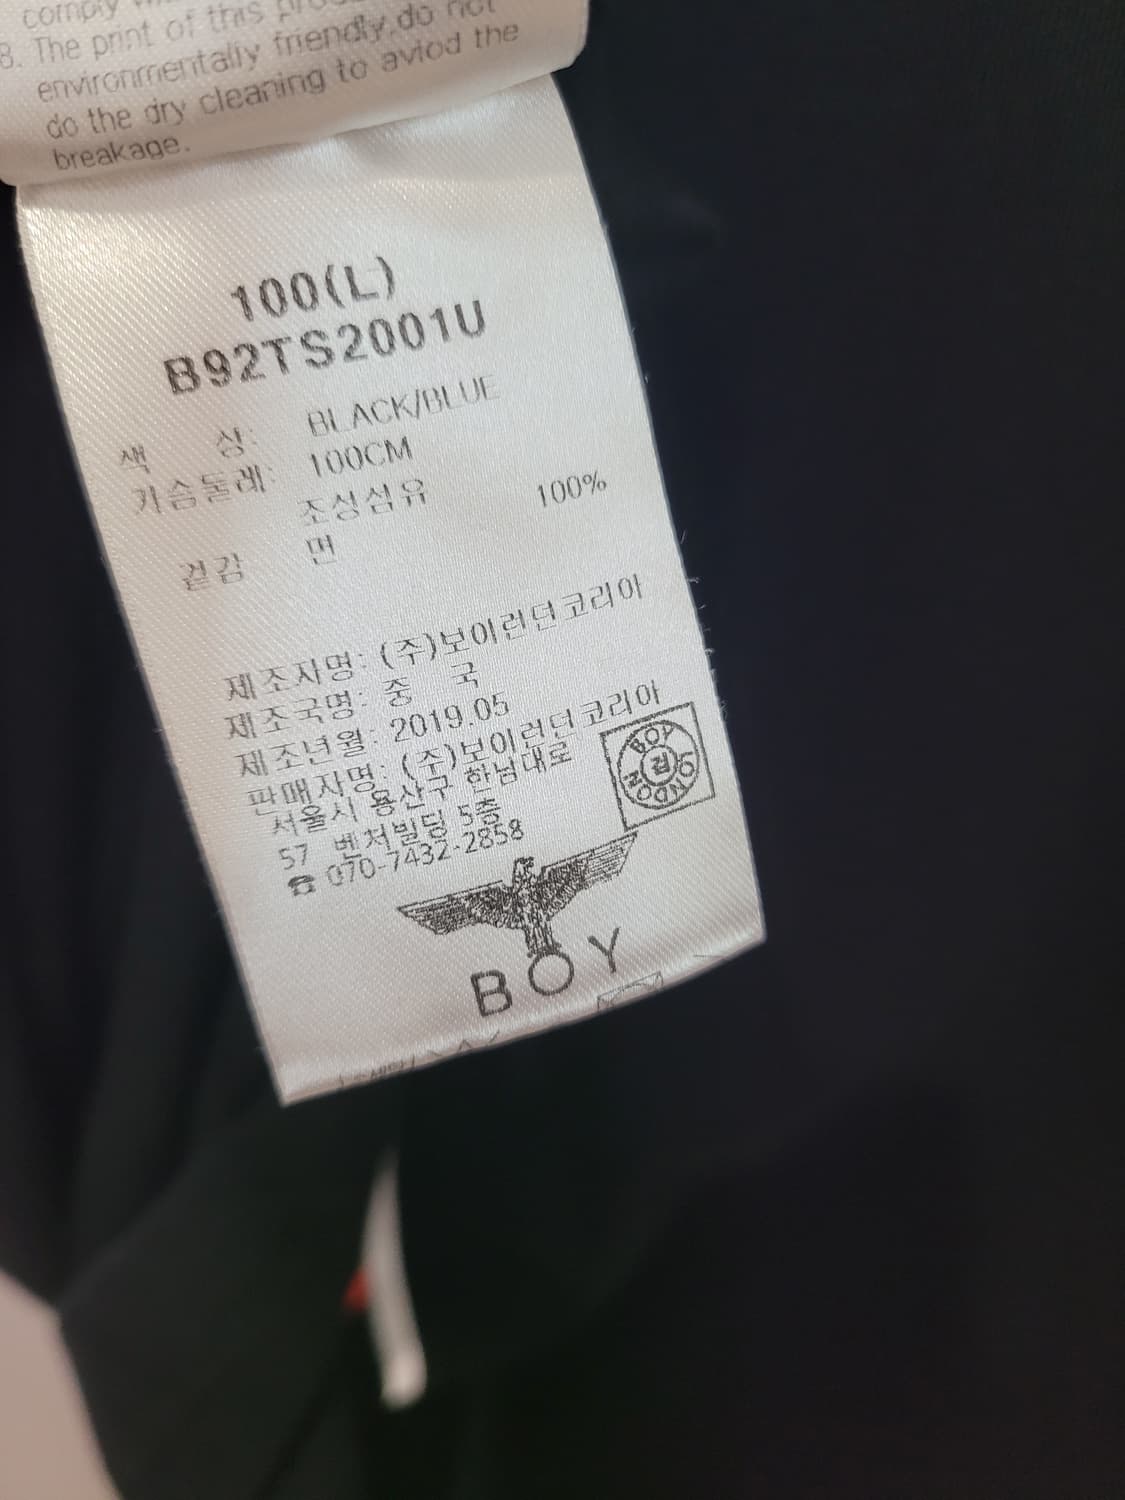 comply
8. The print of this
environmentally friendly,do not
do the dry cleaning to aviod the
breakage.
100(L)
B92TS2001U
색 상: BLACK/BLUE
가슴둘레: 100CM
조성섬유 100%
겉감 면
제조자명: (주)보이런던코리아
제조국명: 중 국
제조년월: 2019.05
판매자명: (주)보이런던코리아
서울시 용산구 한남대로
57 벤처빌딩 5층
☎ 070-7432-2858
BOY LONDON
BOY